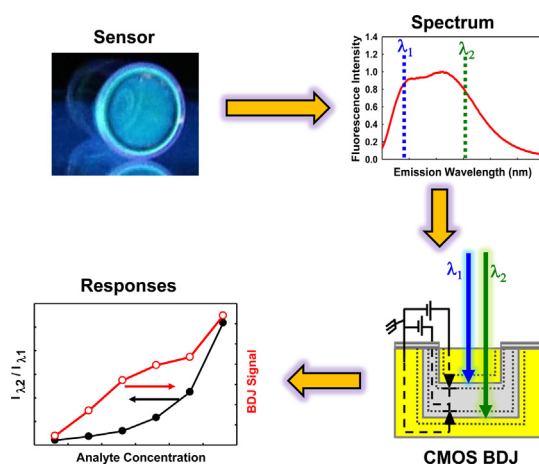 Sensor
Spectrum
Fluorescence Intensity
1.4
1.2
1.0
0.8
0.6
0.4
0.2
0.0
λ1
λ2
Emission Wavelength (nm)
λ1
λ2
CMOS BDJ
Responses
Iλ2 / Iλ1
BDJ Signal
Analyte Concentration